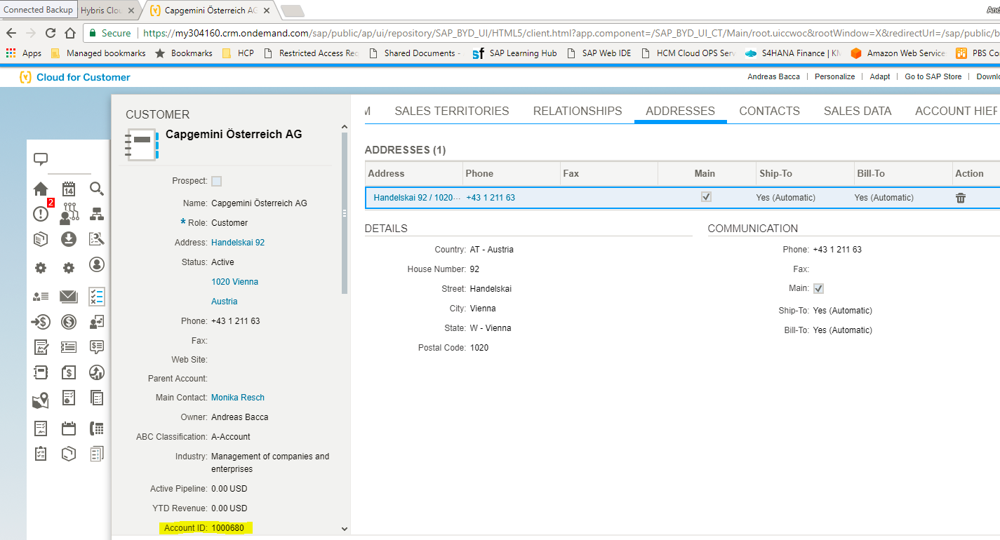 Connected Backup
Hybris Clou
Capgemini Österreich AG
And
Secure
https://my304160.crm.ondemand.com/sap/public/ap/ui/repository/SAP_BYD_UI/HTML5/client.html?app.component=/SAP_BYD_UI_CT/Main/root.uiccwoc&rootWindow=X&redirectUrl=/sap/public/b
Apps Managed bookmarks Bookmarks HCP Restricted Access Rec Shared Documents - sf SAP Learning Hub SAP Web IDE HCM Cloud OPS Serv S4HANA Finance | KM Amazon Web Service PBS Co
Cloud for Customer
Andreas Bacca | Personalize | Adapt | Go to SAP Store | Downlo
CUSTOMER
Capgemini Österreich AG
14
2
Prospect:
Name: Capgemini Österreich AG
* Role: Customer
Address: Handelskai 92
Status: Active
1020 Vienna
Austria
Phone: +43 1 211 63
Fax:
Web Site:
Parent Account:
Main Contact: Monika Resch
Owner: Andreas Bacca
ABC Classification: A-Account
Industry: Management of companies and
enterprises
Active Pipeline: 0.00 USD
YTD Revenue: 0.00 USD
Account ID: 1000680
M SALES TERRITORIES RELATIONSHIPS ADDRESSES CONTACTS SALES DATA ACCOUNT HIER
ADDRESSES (1)
Address Phone Fax Main Ship-To Bill-To Action
Handelskai 92 / 1020··· +43 1 211 63 Yes (Automatic) Yes (Automatic)
DETAILS
Country: AT - Austria
House Number: 92
Street: Handelskai
City: Vienna
State: W - Vienna
Postal Code: 1020
COMMUNICATION
Phone: +43 1 211 63
Fax:
Main:
Ship-To: Yes (Automatic)
Bill-To: Yes (Automatic)